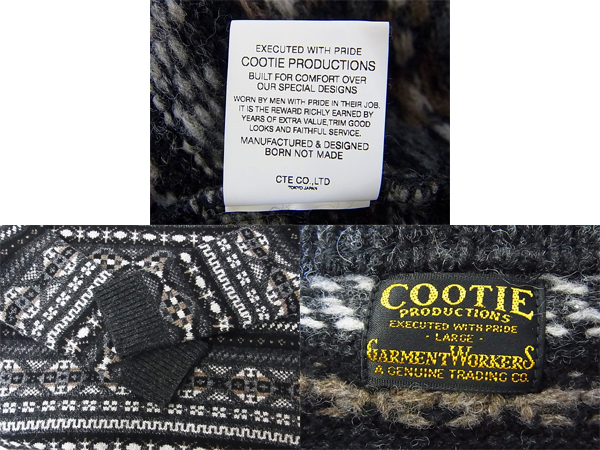 EXECUTED WITH PRIDE
COOTIE PRODUCTIONS
BUILT FOR COMFORT OVER
OUR SPECIAL DESIGNS
WORN BY MEN WITH PRIDE IN THEIR JOB.
IT IS THE REWARD RICHLY EARNED BY
YEARS OF EXTRA VALUE,TRIM GOOD
LOOKS AND FAITHFUL SERVICE.
MANUFACTURED & DESIGNED
BORN NOT MADE
CTE CO.,LTD
TOKYO JAPAN
COOTIE
PRODUCTIONS
EXECUTED WITH PRIDE
- LARGE -
GARMENT WORKERS
A GENUINE TRADING CO.